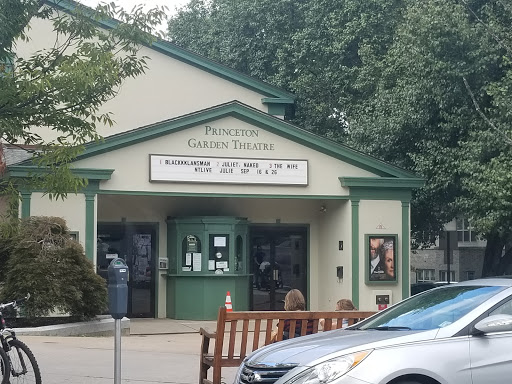 PRINCETON
GARDEN THEATRE
1 BLACKKKLANSMAN 2 JULIET, NAKED 3 THE WIFE
NTLIVE JULIE SEP 16 & 26